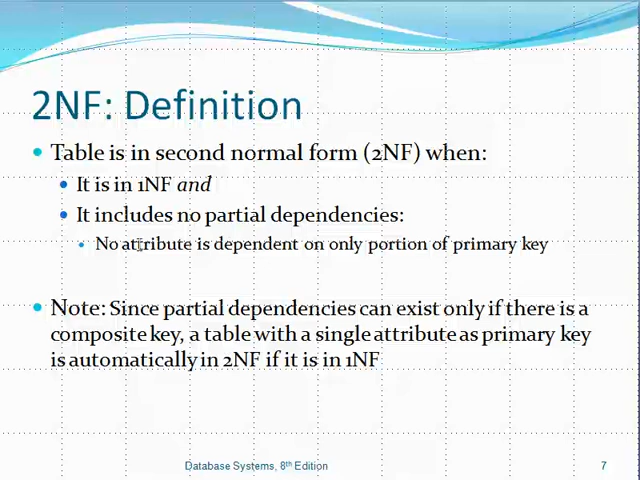 2NF: Definition
• Table is in second normal form (2NF) when:
• It is in 1NF and
• It includes no partial dependencies:
• No attribute is dependent on only portion of primary key
• Note: Since partial dependencies can exist only if there is a
composite key, a table with a single attribute as primary key
is automatically in 2NF if it is in 1NF
Database Systems, 8th Edition
7